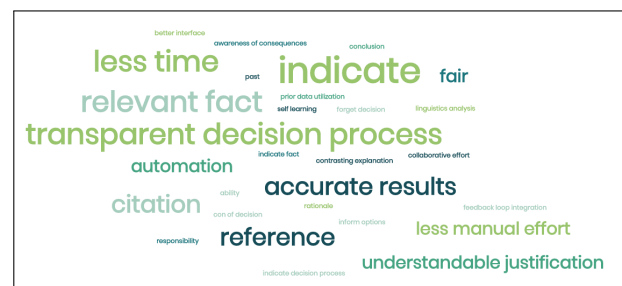 better interface
awareness of consequences
conclusion
less time
indicate
past
fair
relevant fact
prior data utilization
self learning
forget decision
linguistics analysis
transparent decision process
indicate fact
contrasting explanation
collaborative effort
automation
accurate results
ability
citation
rationale
feedback loop integration
con of decision
inform options
less manual effort
responsibility
reference
understandable justification
indicate decision process